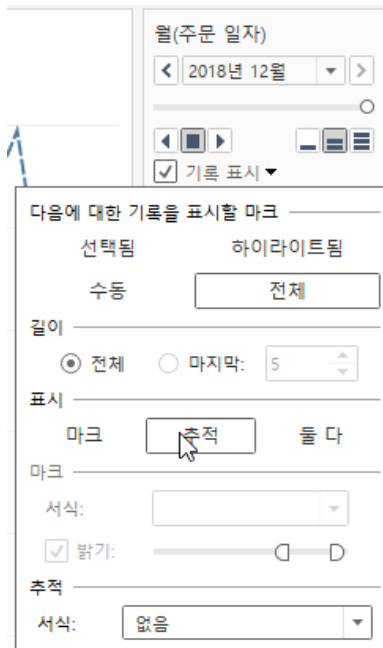 월(주문 일자)
2018년 12월
기록 표시
다음에 대한 기록을 표시할 마크
선택됨 하이라이트됨
수동 전체
길이
전체 마지막: 5
표시
마크 추적 둘 다
마크
서식:
밝기:
추적
서식: 없음